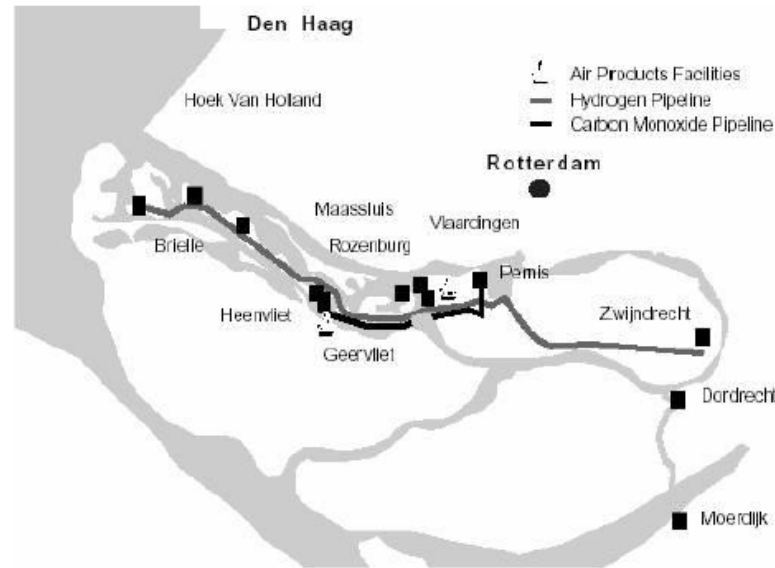 Den Haag
Air Products Facilities
Hydrogen Pipeline
Carbon Monoxide Pipeline
Hoek Van Holland
Rotterdam
Maassluis
Vlaardingen
Brielle
Rozenburg
Pernis
Heenvliet
Zwijndrecht
Geervliet
Dordrecht
Moerdijk